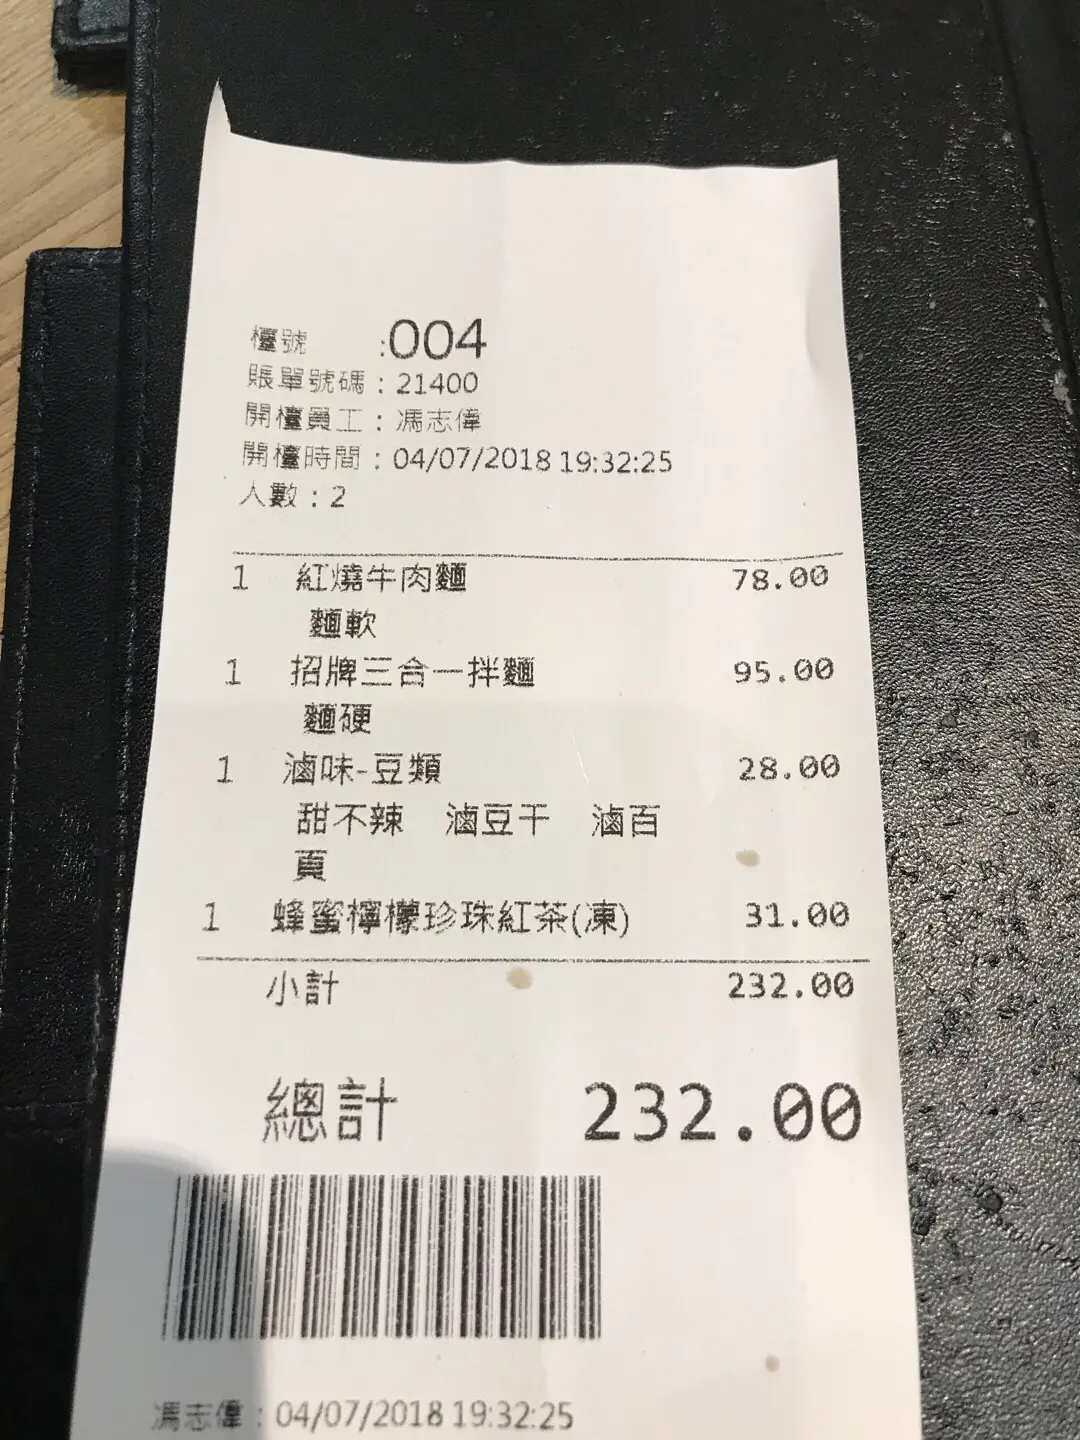 檯號 :004
賬單號碼 : 21400
開檯員工 : 馮志偉
開檯時間 : 04/07/2018 19:32:25
人數 : 2
1 紅燒牛肉麵 78.00
麵軟
1 招牌三合一拌麵 95.00
麵硬
1 滷味-豆類 28.00
甜不辣 滷豆干 滷百
頁
1 蜂蜜檸檬珍珠紅茶(凍) 31.00
小計 232.00
總計 232.00
馮志偉 : 04/07/2018 19:32:25